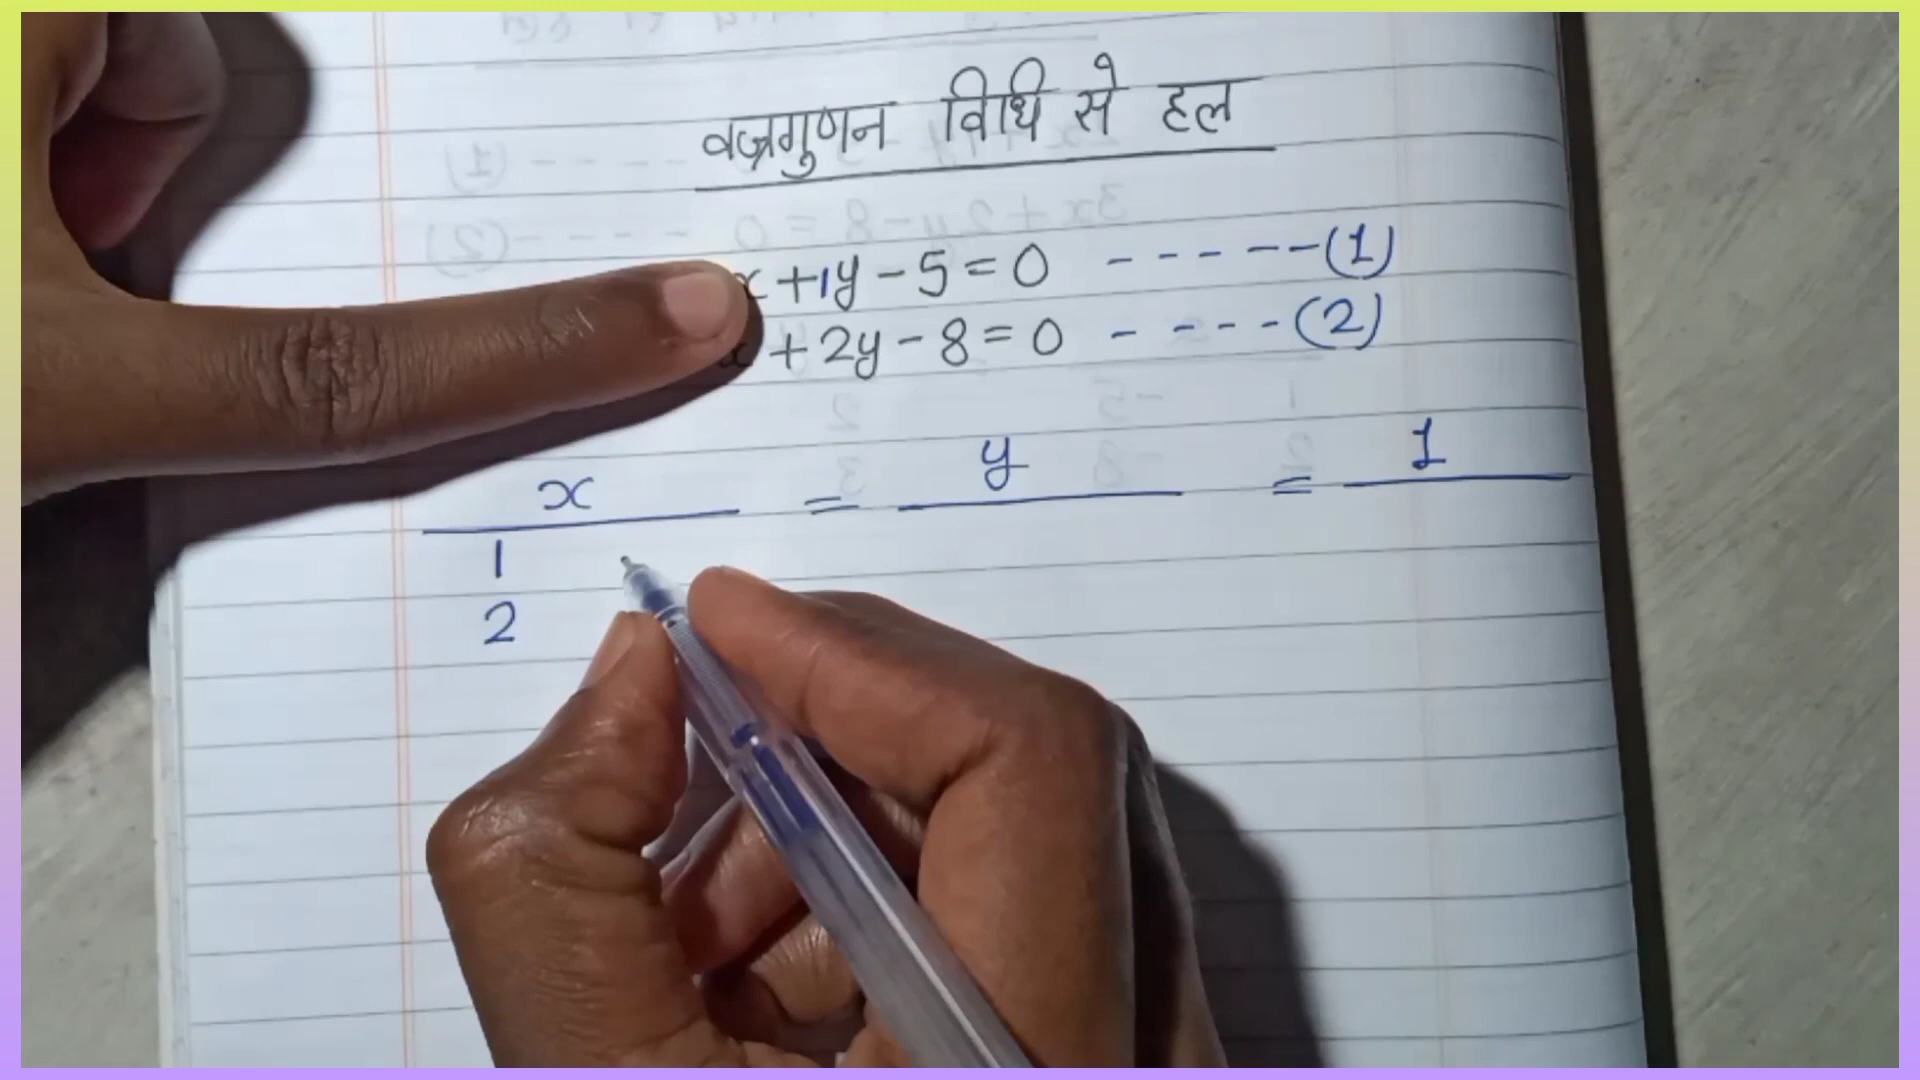 वज्रगुणन विधि से हल
x + 1y - 5 = 0 - - - - - - (1)
x + 2y - 8 = 0 - - - - - (2)
x = y = 1
1
2